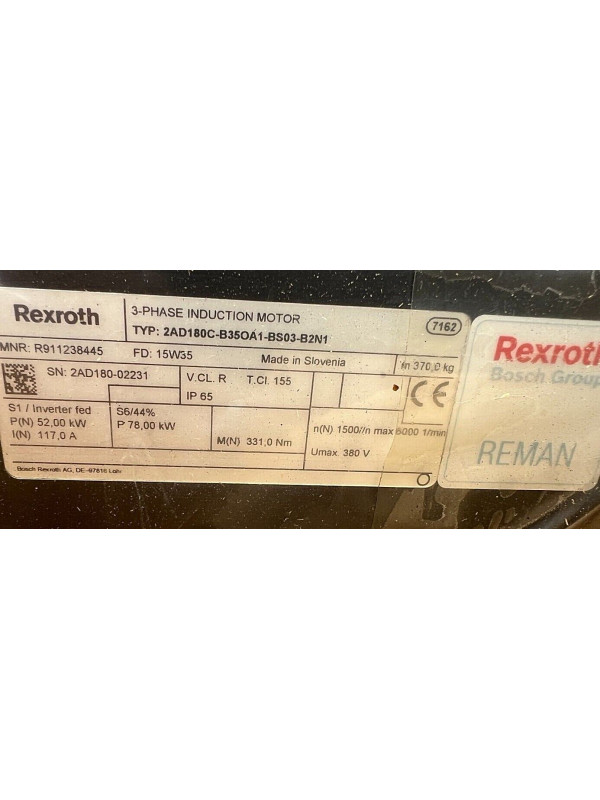 Rexroth
3-PHASE INDUCTION MOTOR
TYP: 2AD180C-B35OA1-BS03-B2N1
7162
MNR: R911238445 FD: 15W35 Made in Slovenia m 370,0 kg
SN: 2AD180-02231 V.CL. R T.Cl. 155
IP 65
CE
S1 / Inverter fed S6/44%
P(N) 52,00 kW P 78,00 kW
I(N) 117,0 A
M(N) 331,0 Nm
n(N) 1500//n max 6000 1/min
Umax. 380 V
Bosch Rexroth AG, DE-97816 Lohr
Rexroth
Bosch Group
REMAN